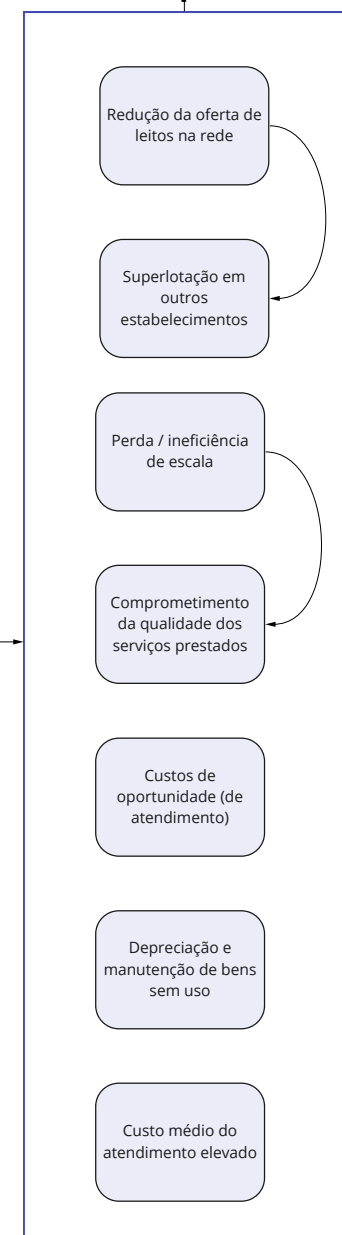 Redução da oferta de
leitos na rede
Superlotação em
outros
estabelecimentos
Perda / ineficiência
de escala
Comprometimento
da qualidade dos
serviços prestados
Custos de
oportunidade (de
atendimento)
Depreciação e
manutenção de bens
sem uso
Custo médio do
atendimento elevado